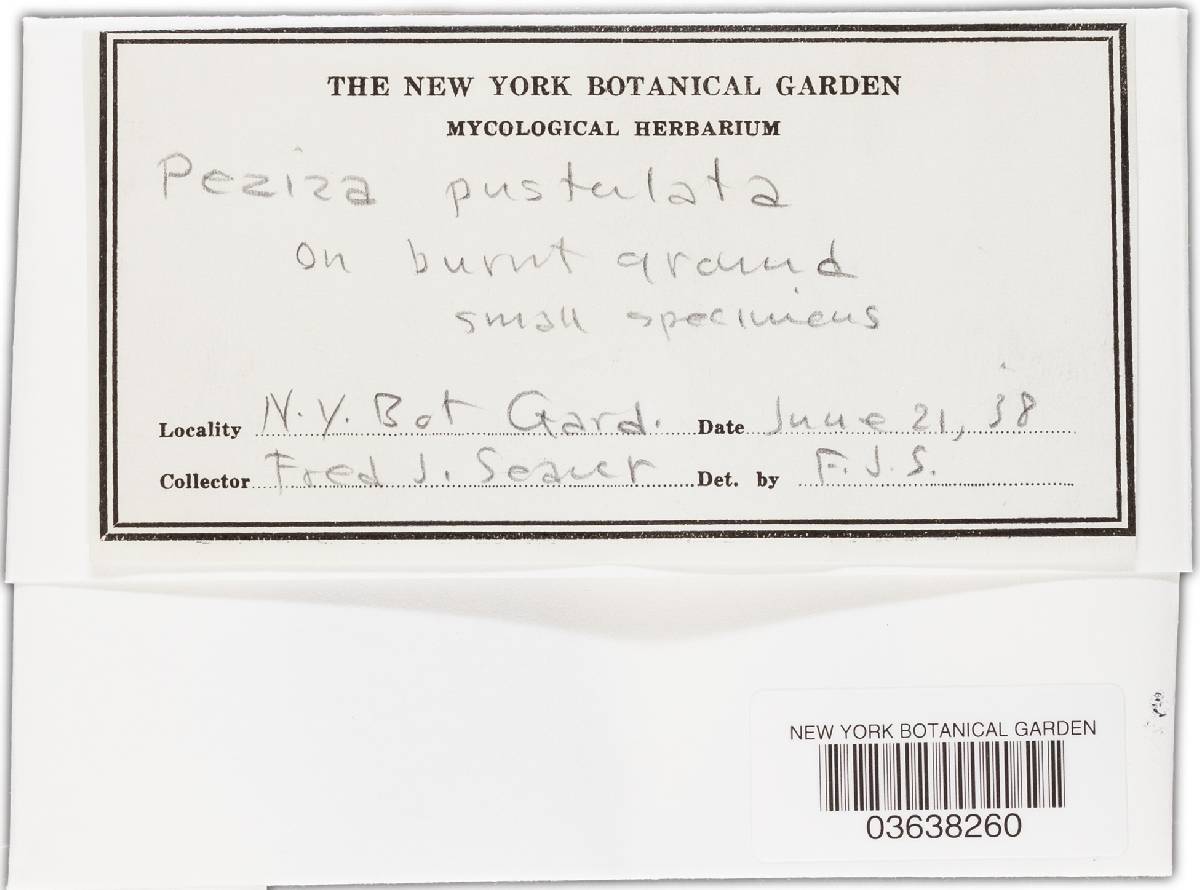 THE NEW YORK BOTANICAL GARDEN
MYCOLOGICAL HERBARIUM
Peziza pustulata
on burnt ground
small specimens
Locality N. Y. Bot Gard. Date June 21, '38
Collector Fred J. Seaver Det. by F. J. S.
NEW YORK BOTANICAL GARDEN
03638260